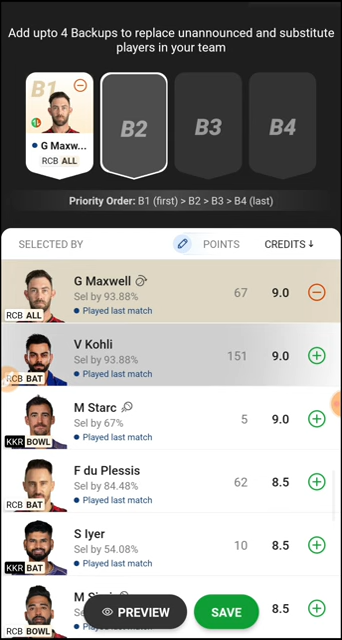 Add upto 4 Backups to replace unannounced and substitute
players in your team
B1
B2
B3
B4
G Maxw...
RCB ALL
Priority Order: B1 (first) > B2 > B3 > B4 (last)
SELECTED BY POINTS CREDITS ↓
G Maxwell
Sel by 93.88% 67 9.0
Played last match
RCB ALL
V Kohli
Sel by 93.88% 151 9.0
Played last match
RCB BAT
M Starc
Sel by 67% 5 9.0
Played last match
KKR BOWL
F du Plessis
Sel by 84.48% 62 8.5
Played last match
RCB BAT
S Iyer
Sel by 54.08% 10 8.5
Played last match
KKR BAT
8.5
RCB BOWL
PREVIEW
SAVE